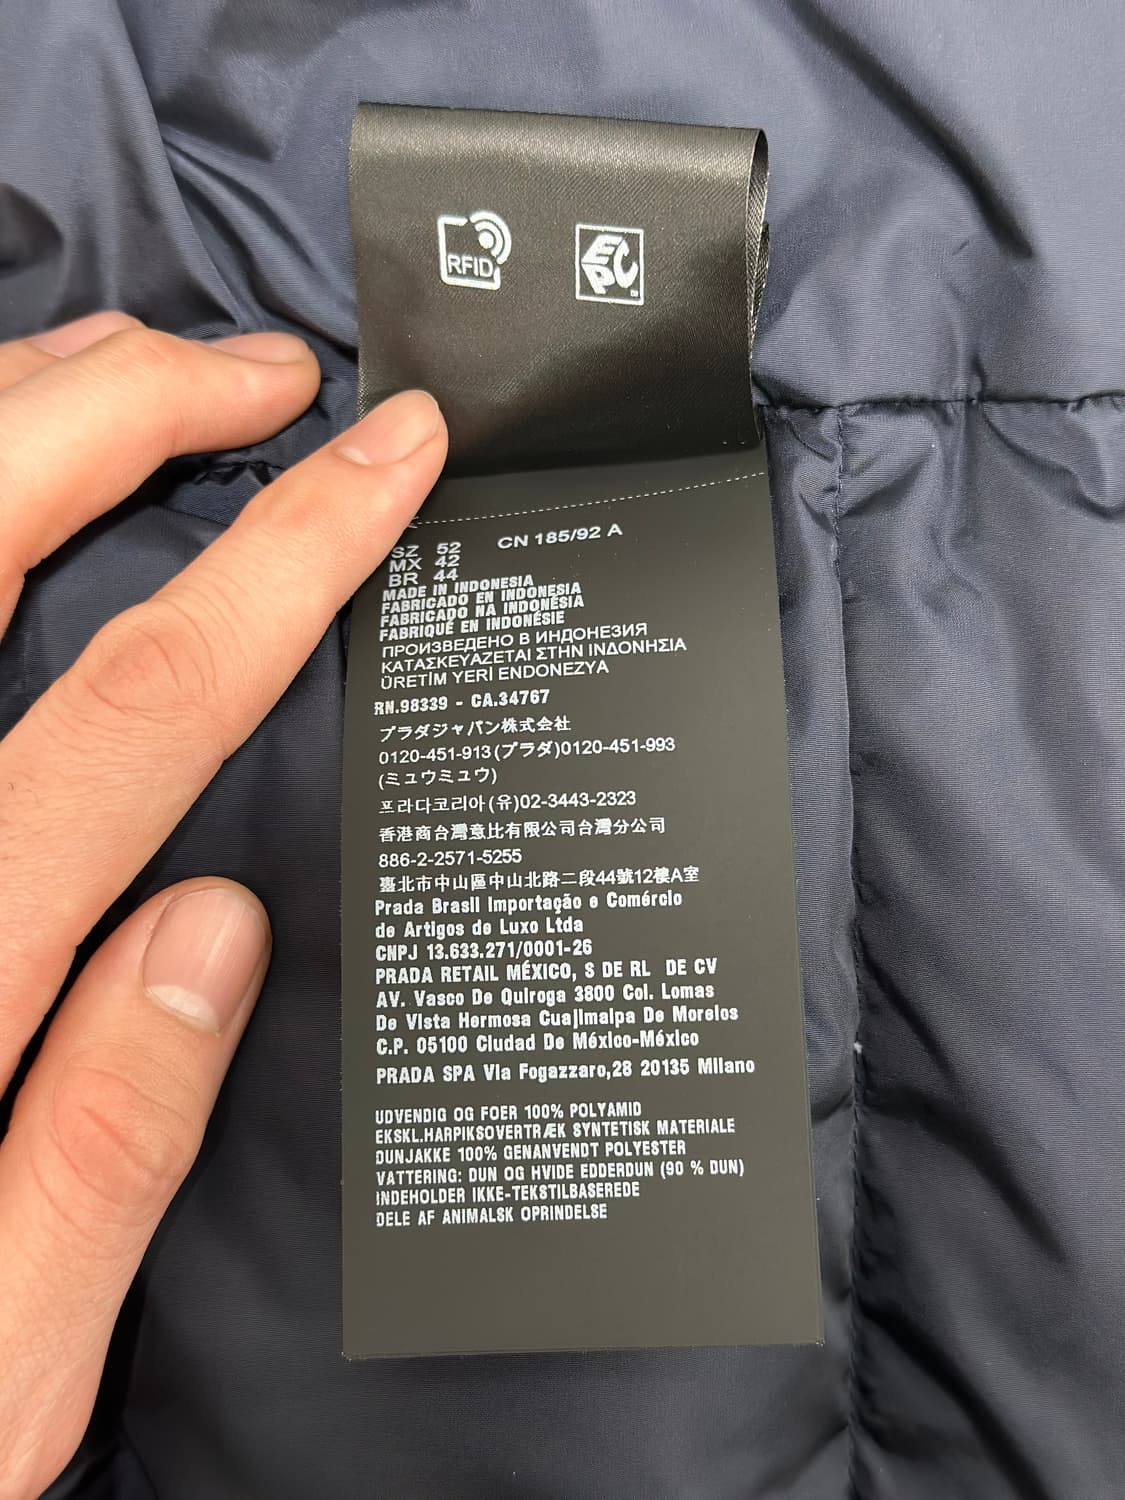 RFID
EPC
TM
SZ 52 CN 185/92 A
MX 42
BR 44
MADE IN INDONESIA
FABRICADO EN INDONESIA
FABRICADO NA INDONÉSIA
FABRIQUÉ EN INDONÉSIE
ПРОИЗВЕДЕНО В ИНДОНЕЗИЯ
ΚΑΤΑΣΚΕΥΑΖΕΤΑΙ ΣΤΗΝ ΙΝΔΟΝΗΣΙΑ
ÜRETİM YERİ ENDONEZYA
RN.98339 - CA.34767
プラダジャパン株式会社
0120-451-913(プラダ)0120-451-993
(ミュウミュウ)
프라다코리아(유)02-3443-2323
香港商台灣意比有限公司台灣分公司
886-2-2571-5255
臺北市中山區中山北路二段44號12樓A室
Prada Brasil Importação e Comércio
de Artigos de Luxo Ltda
CNPJ 13.633.271/0001-26
PRADA RETAIL MÉXICO, S DE RL DE CV
AV. Vasco De Quiroga 3800 Col. Lomas
De Vista Hermosa Cuajimalpa De Morelos
C.P. 05100 Ciudad De México-México
PRADA SPA Via Fogazzaro,28 20135 Milano
UDVENDIG OG FOER 100% POLYAMID
EKSKL.HARPIKSOVERTRÆK SYNTETISK MATERIALE
DUNJAKKE 100% GENANVENDT POLYESTER
VATTERING: DUN OG HVIDE EDDERDUN (90 % DUN)
INDEHOLDER IKKE-TEKSTILBASEREDE
DELE AF ANIMALSK OPRINDELSE